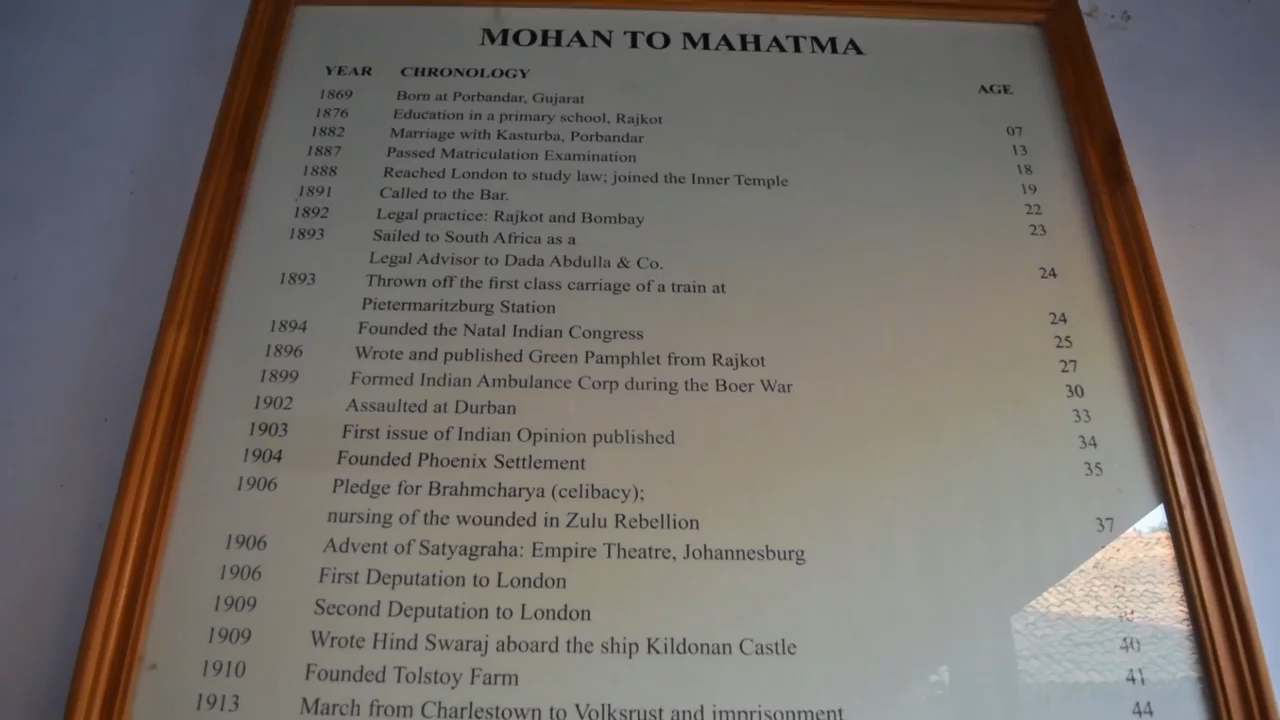 MOHAN TO MAHATMA
YEAR CHRONOLOGY AGE
1869 Born at Porbandar, Gujarat
1876 Education in a primary school, Rajkot 07
1882 Marriage with Kasturba, Porbandar 13
1887 Passed Matriculation Examination 18
1888 Reached London to study law; joined the Inner Temple 19
1891 Called to the Bar. 22
1892 Legal practice: Rajkot and Bombay 23
1893 Sailed to South Africa as a
Legal Advisor to Dada Abdulla & Co. 24
1893 Thrown off the first class carriage of a train at
Pietermaritzburg Station 24
1894 Founded the Natal Indian Congress 25
1896 Wrote and published Green Pamphlet from Rajkot 27
1899 Formed Indian Ambulance Corp during the Boer War 30
1902 Assaulted at Durban 33
1903 First issue of Indian Opinion published 34
1904 Founded Phoenix Settlement 35
1906 Pledge for Brahmcharya (celibacy);
nursing of the wounded in Zulu Rebellion 37
1906 Advent of Satyagraha: Empire Theatre, Johannesburg
1906 First Deputation to London
1909 Second Deputation to London
1909 Wrote Hind Swaraj aboard the ship Kildonan Castle 40
1910 Founded Tolstoy Farm 41
1913 March from Charlestown to Volksrust and imprisonment 44